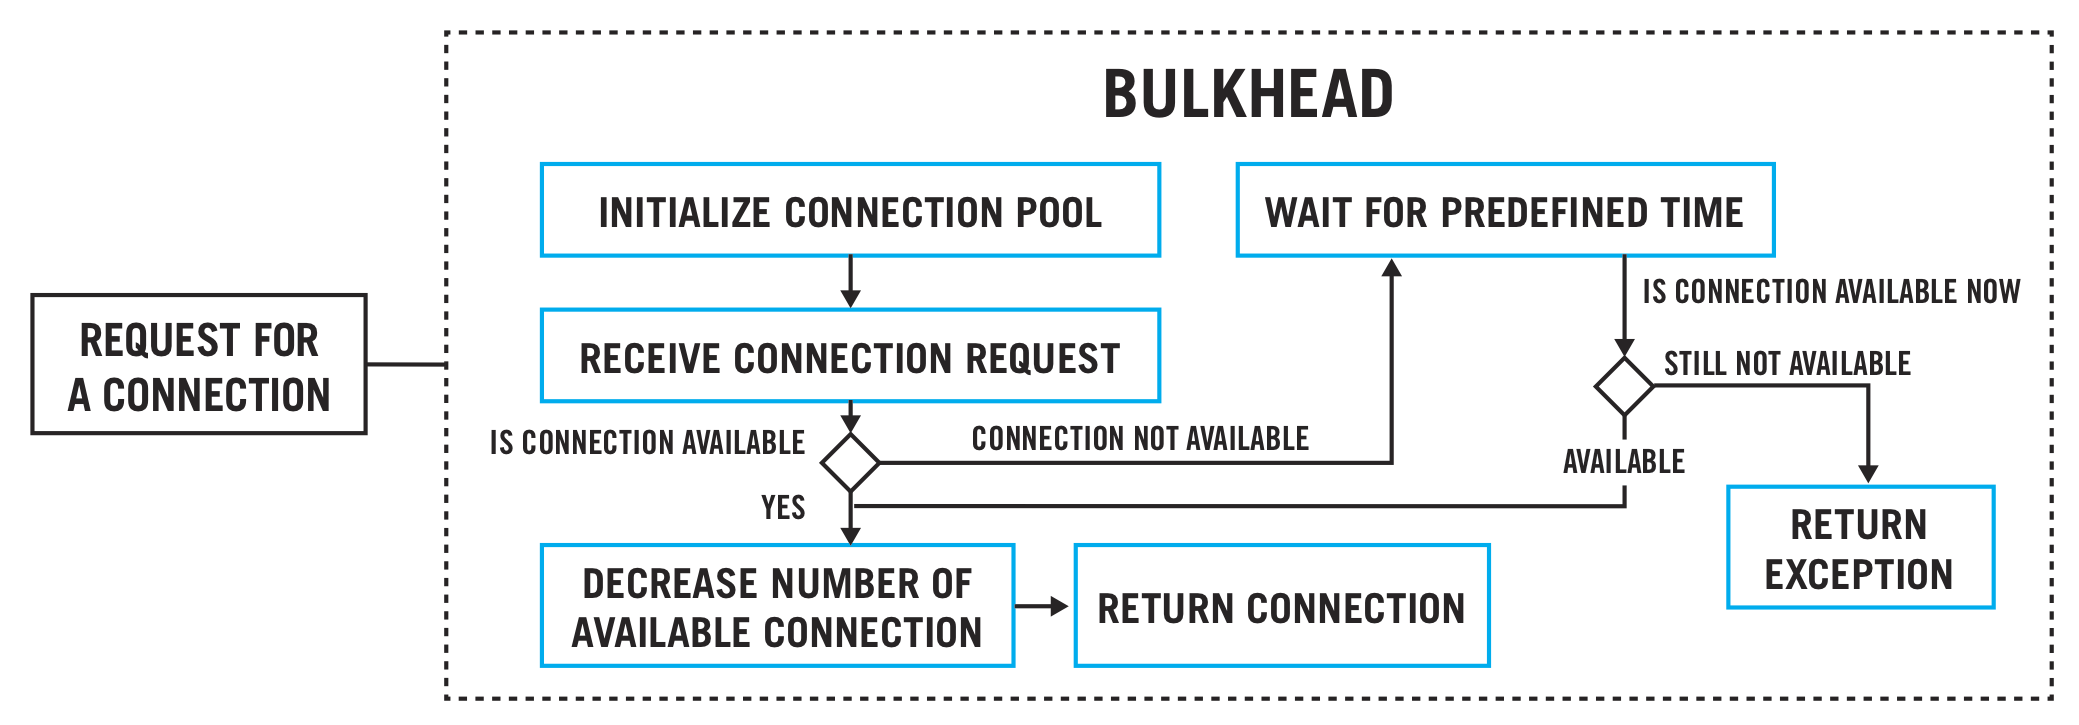 BULKHEAD
REQUEST FOR
A CONNECTION
INITIALIZE CONNECTION POOL
RECEIVE CONNECTION REQUEST
IS CONNECTION AVAILABLE
CONNECTION NOT AVAILABLE
YES
DECREASE NUMBER OF
AVAILABLE CONNECTION
RETURN CONNECTION
WAIT FOR PREDEFINED TIME
IS CONNECTION AVAILABLE NOW
STILL NOT AVAILABLE
AVAILABLE
RETURN
EXCEPTION